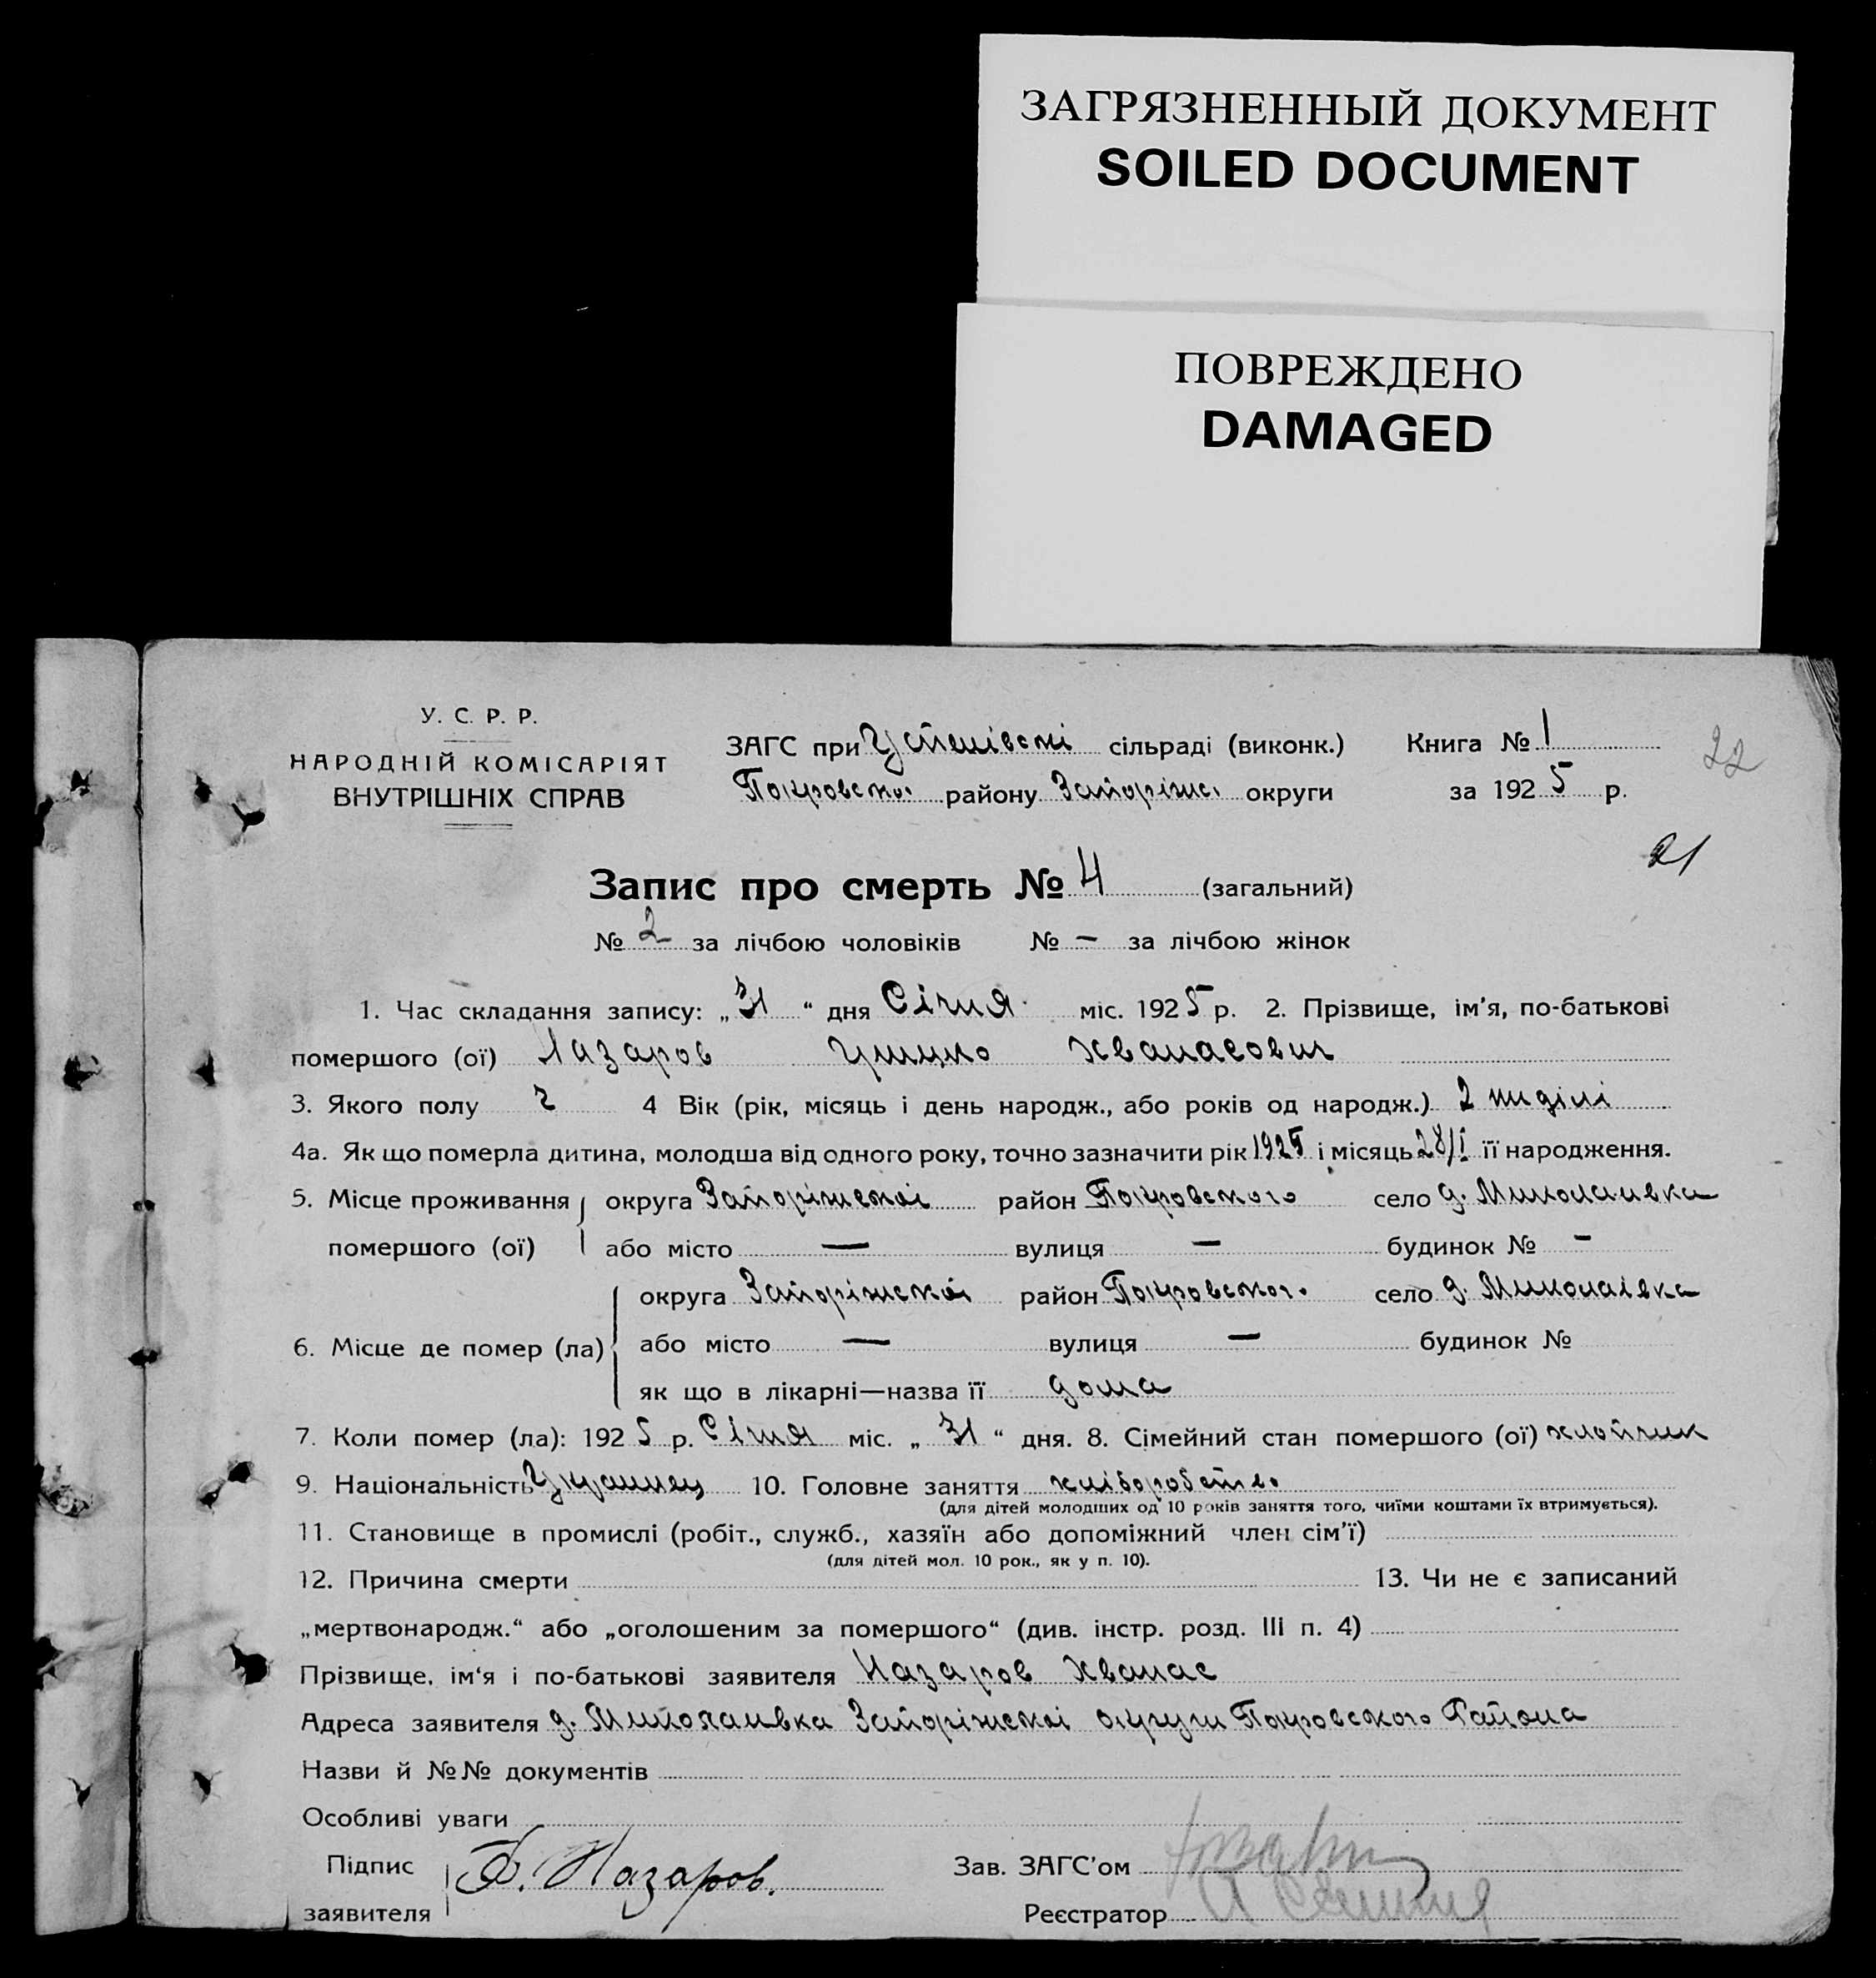 ЗАГРЯЗНЕННЫЙ ДОКУМЕНТ
SOILED DOCUMENT
ПОВРЕЖДЕНО
DAMAGED
У. С. Р. Р.
НАРОДНІЙ КОМІСАРІЯТ
ВНУТРІШНІХ СПРАВ
ЗАГС при Успенівскі сільраді (виконк.) Книга № 1
22
Покровског району Запоріжс. округи за 1925 р.
21
Запис про смерть № 4 (загальний)
№ 2 за лічбою чоловіків № — за лічбою жінок
1. Час складання запису: „31“ дня Січня міс. 1925 р. 2. Прізвище, ім'я, по-батькові
помершого (ої) Назаров Грицко Хванасович
3. Якого полу ч 4 Вік (рік, місяць і день народж., або років од народж.) 2 ниділі
4а. Як що померла дитина, молодша від одного року, точно зазначити рік 1925 і місяць 28/I її народження.
5. Місце проживання округа Запоріжскоі район Покровского село д. Миколаивка
помершого (ої) або місто — вулиця — будинок № —
округа Запоріжскоі район Покровског. село д. Миколаівка
6. Місце де помер (ла) або місто — вулиця — будинок №
як що в лікарні—назва її дома
7. Коли помер (ла): 1925 р. Січня міс. „31“ дня. 8. Сімейний стан помершого (ої) хлопчик
9. Національність Украинец 10. Головне заняття хліборобство
(для дітей молодших од 10 років заняття того, чиїми коштами їх втримується).
11. Становище в промислі (робіт., служб., хазяїн або допоміжний член сім'ї)
(для дітей мол. 10 рок., як у п. 10).
12. Причина смерти 13. Чи не є записаний
„мертвонародж.“ або „оголошеним за помершого“ (див. інстр. розд. III п. 4)
Прізвище, ім'я і по-батькові заявителя Назаров Хванас
Адреса заявителя д. Миколаивка Запоріжскоі округи Покровского Района
Назви й №№ документів
Особливі уваги
Підпис Ф. Назаров. Зав. ЗАГС'ом
заявителя Реєстратор